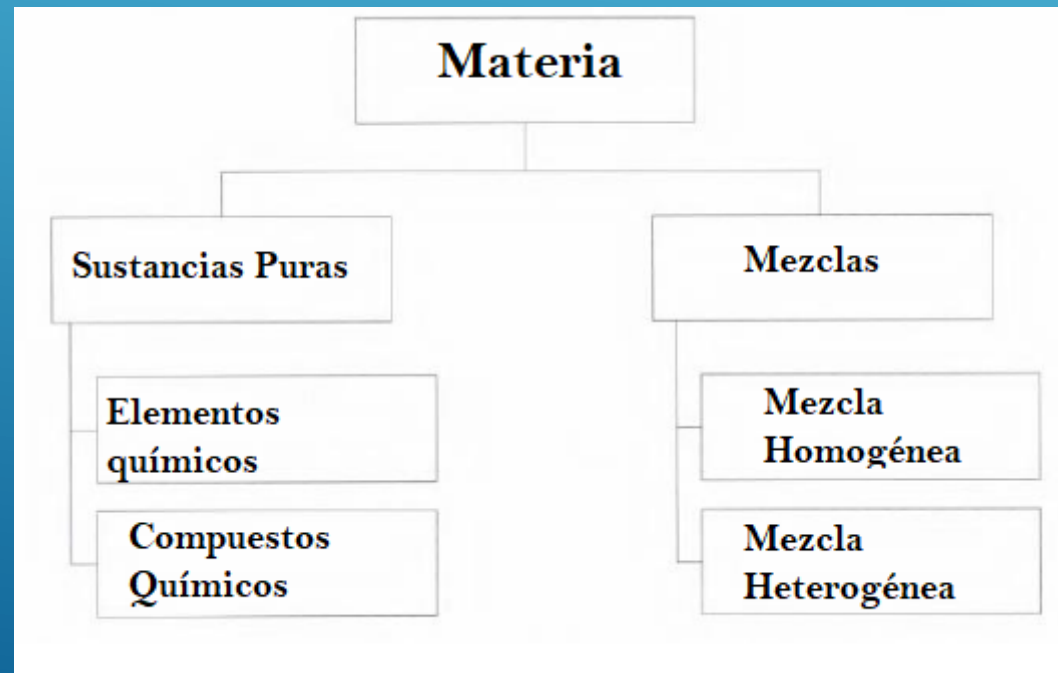 Materia
Sustancias Puras
Elementos
químicos
Compuestos
Químicos
Mezclas
Mezcla
Homogénea
Mezcla
Heterogénea